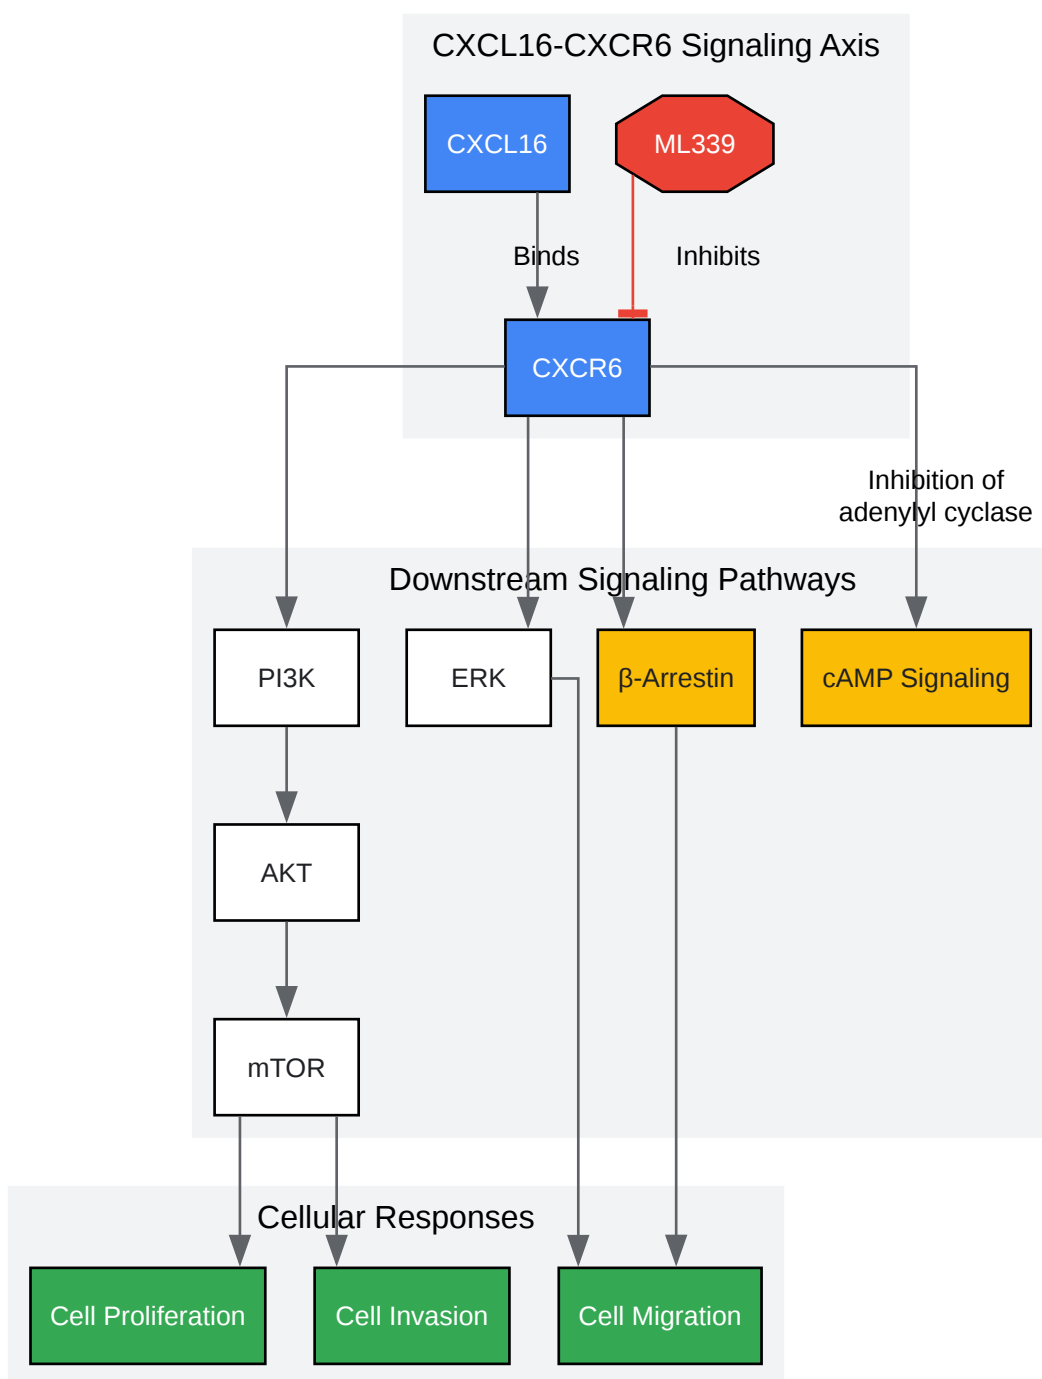 CXCL16-CXCR6 Signaling Axis
CXCL16
ML339
Binds
Inhibits
CXCR6
Inhibition of
adenylyl cyclase
Downstream Signaling Pathways
PI3K
ERK
β-Arrestin
cAMP Signaling
AKT
mTOR
Cellular Responses
Cell Proliferation
Cell Invasion
Cell Migration